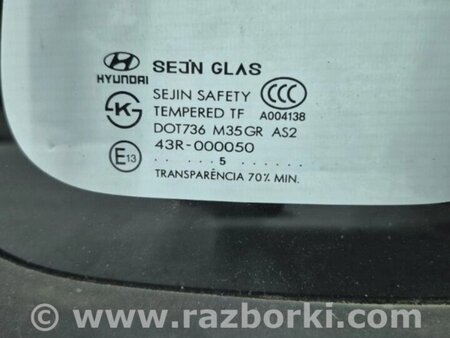 HYUNDAI SEJ'N GLAS
SEJIN SAFETY CCC
TEMPERED TF A004138
DOT736 M35GR AS2
43R-000050
E13 ......5......
TRANSPARÊNCIA 70% MIN.
© www.razborki.com